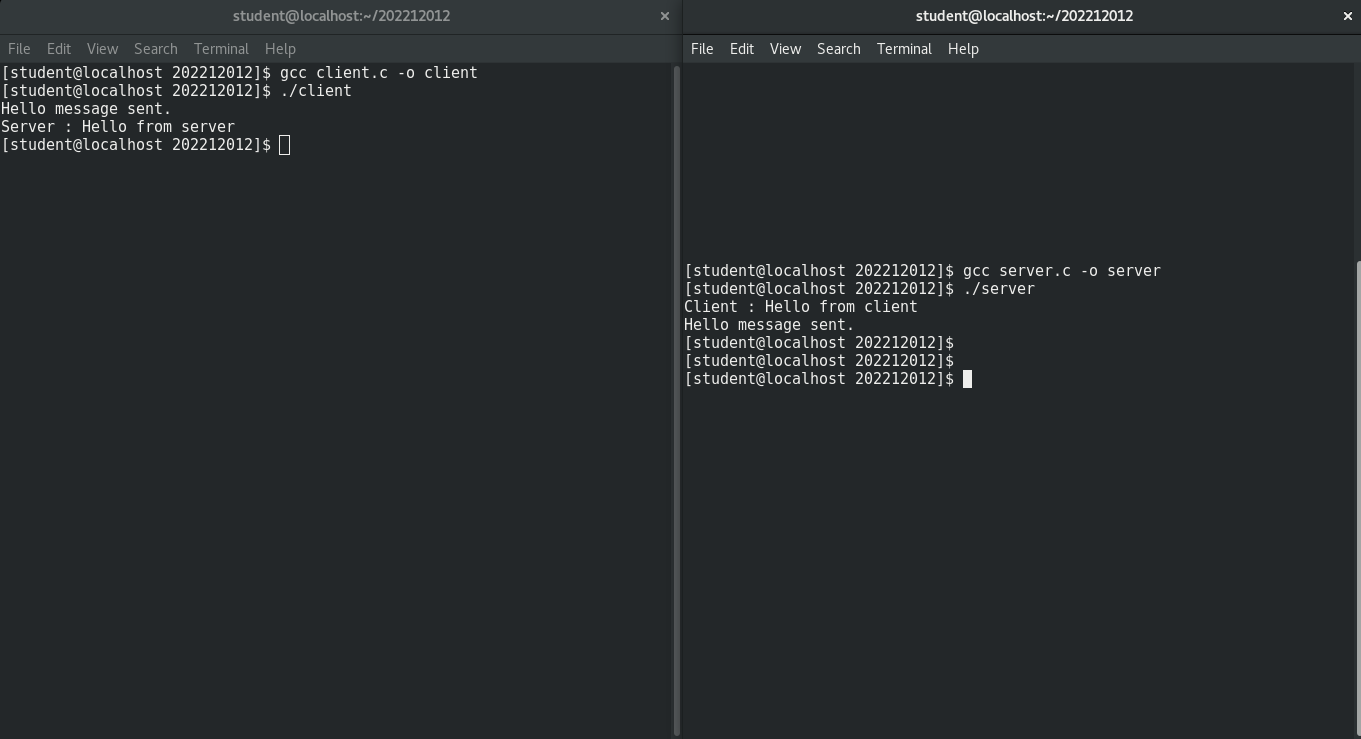 student@localhost:~/202212012 ×
File Edit View Search Terminal Help
[student@localhost 202212012]$ gcc client.c -o client
[student@localhost 202212012]$ ./client
Hello message sent.
Server : Hello from server
[student@localhost 202212012]$
student@localhost:~/202212012 ×
File Edit View Search Terminal Help
[student@localhost 202212012]$ gcc server.c -o server
[student@localhost 202212012]$ ./server
Client : Hello from client
Hello message sent.
[student@localhost 202212012]$
[student@localhost 202212012]$
[student@localhost 202212012]$